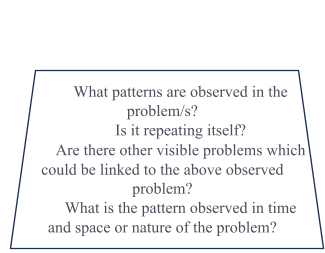 What patterns are observed in the
problem/s?
Is it repeating itself?
Are there other visible problems which
could be linked to the above observed
problem?
What is the pattern observed in time
and space or nature of the problem?